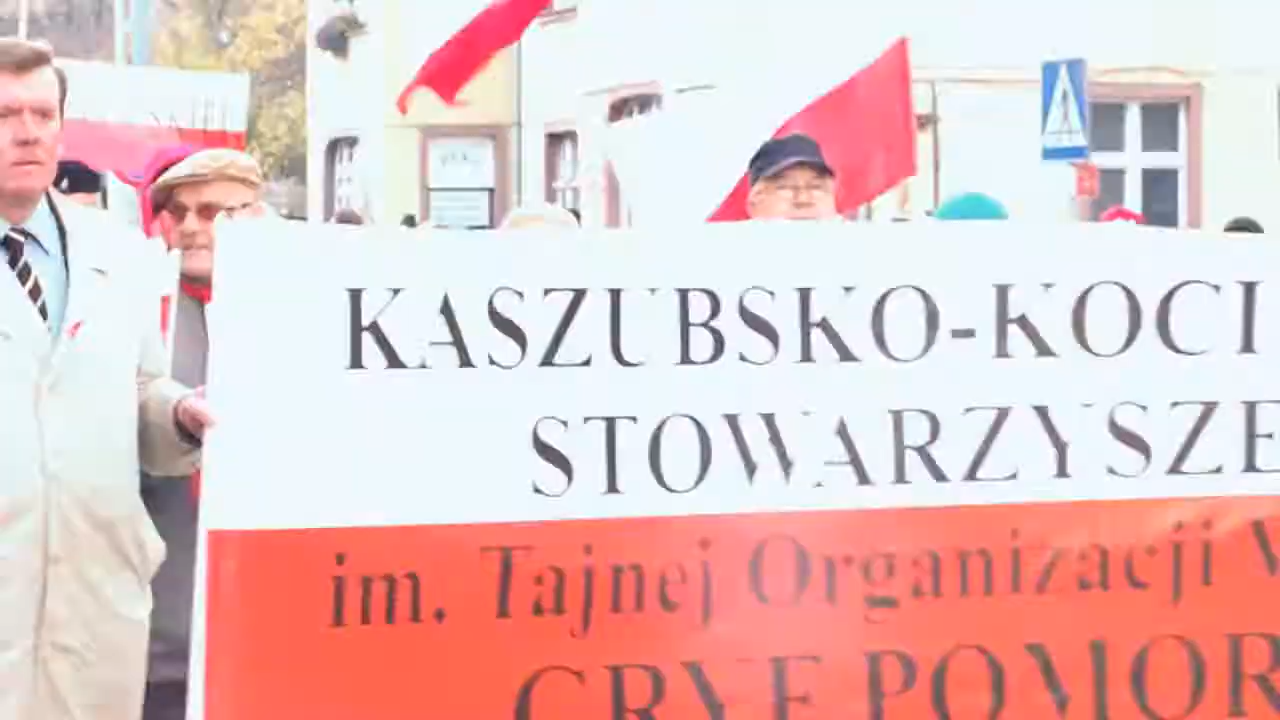 KASZUBSKO-KOCI
STOWARZYSZE
im. Tajnej Organizacji W
GRYF POMOR